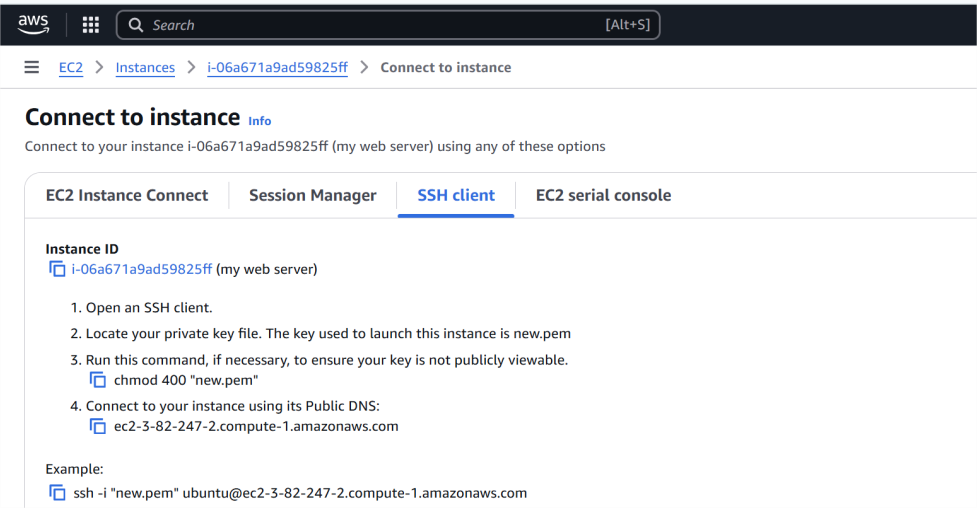 aws
Search [Alt+S]
EC2 > Instances > i-06a671a9ad59825ff > Connect to instance
Connect to instance Info
Connect to your instance i-06a671a9ad59825ff (my web server) using any of these options
EC2 Instance Connect Session Manager SSH client EC2 serial console
Instance ID
i-06a671a9ad59825ff (my web server)
1. Open an SSH client.
2. Locate your private key file. The key used to launch this instance is new.pem
3. Run this command, if necessary, to ensure your key is not publicly viewable.
chmod 400 "new.pem"
4. Connect to your instance using its Public DNS:
ec2-3-82-247-2.compute-1.amazonaws.com
Example:
ssh -i "new.pem" ubuntu@ec2-3-82-247-2.compute-1.amazonaws.com